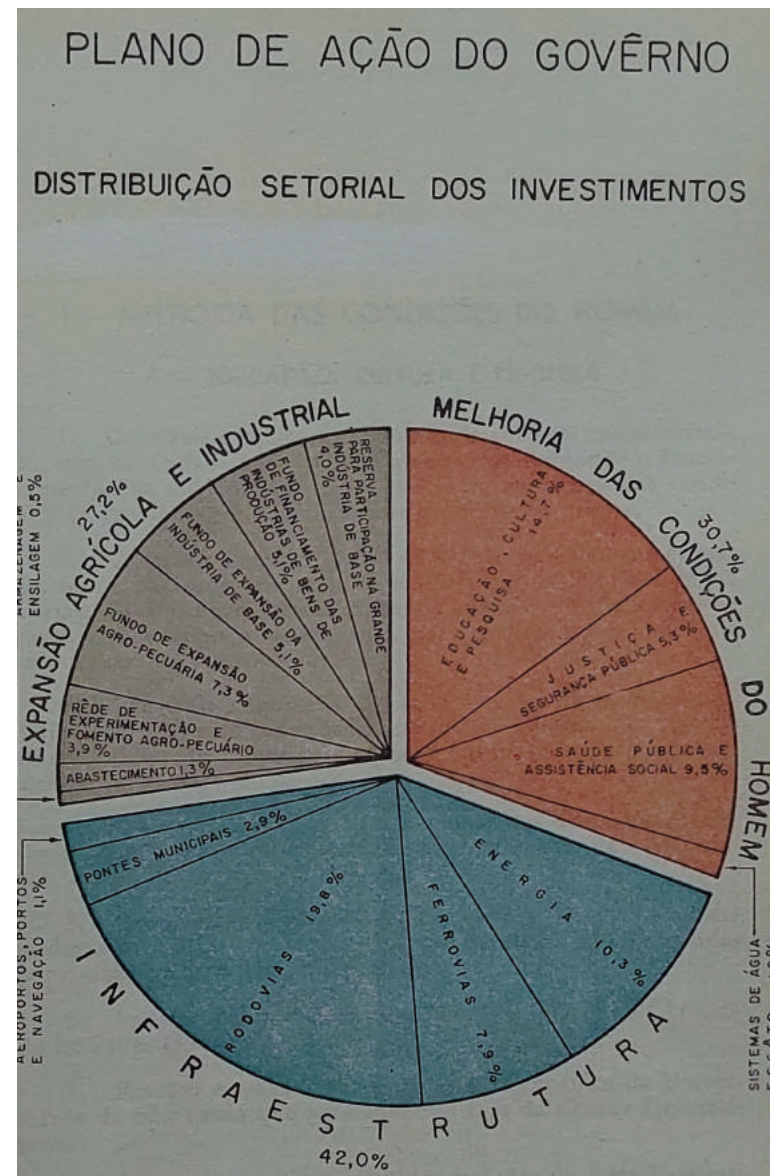 PLANO DE AÇÃO DO GOVÊRNO
DISTRIBUIÇÃO SETORIAL DOS INVESTIMENTOS
EXPANSÃO AGRÍCOLA E INDUSTRIAL
27,2%
RESERVA
PARA PARTICIPAÇÃO NA GRANDE
INDÚSTRIA DE BASE
4,0%
FUNDO
DE FINANCIAMENTO DAS
INDÚSTRIAS DE BENS DE
PRODUÇÃO 5,1%
FUNDO DE EXPANSÃO DA
INDÚSTRIA DE BASE 5,1%
FUNDO DE EXPANSÃO
AGRO-PECUÁRIA 7,3%
RÊDE DE
EXPERIMENTAÇÃO E
FOMENTO AGRO-PECUÁRIO
3,9%
ABASTECIMENTO 1,3%
ARMAZENAGEM E
ENSILAGEM 0,5%
MELHORIA DAS CONDIÇÕES DO HOMEM
30,7%
EDUCAÇÃO, CULTURA
E PESQUISA 14,7%
JUSTIÇA E
SEGURANÇA PÚBLICA 5,3%
SAÚDE PÚBLICA E
ASSISTÊNCIA SOCIAL 9,5%
SISTEMAS DE ÁGUA
INFRAESTRUTURA
42,0%
ENERGIA 10,3%
FERROVIAS 7,9%
RODOVIAS 19,8%
PONTES MUNICIPAIS 2,9%
AEROPORTOS, PORTOS
E NAVEGAÇÃO 1,1%